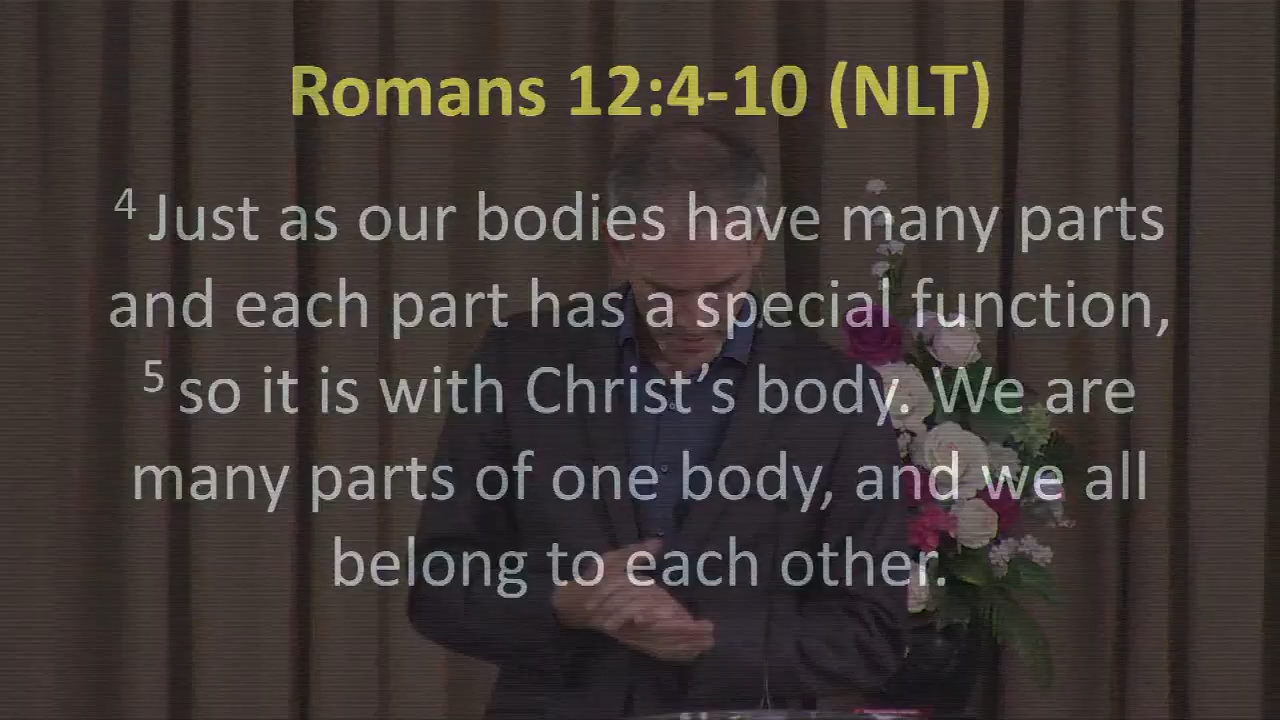 Romans 12:4-10 (NLT)
4 Just as our bodies have many parts
and each part has a special function,
5 so it is with Christ’s body. We are
many parts of one body, and we all
belong to each other.